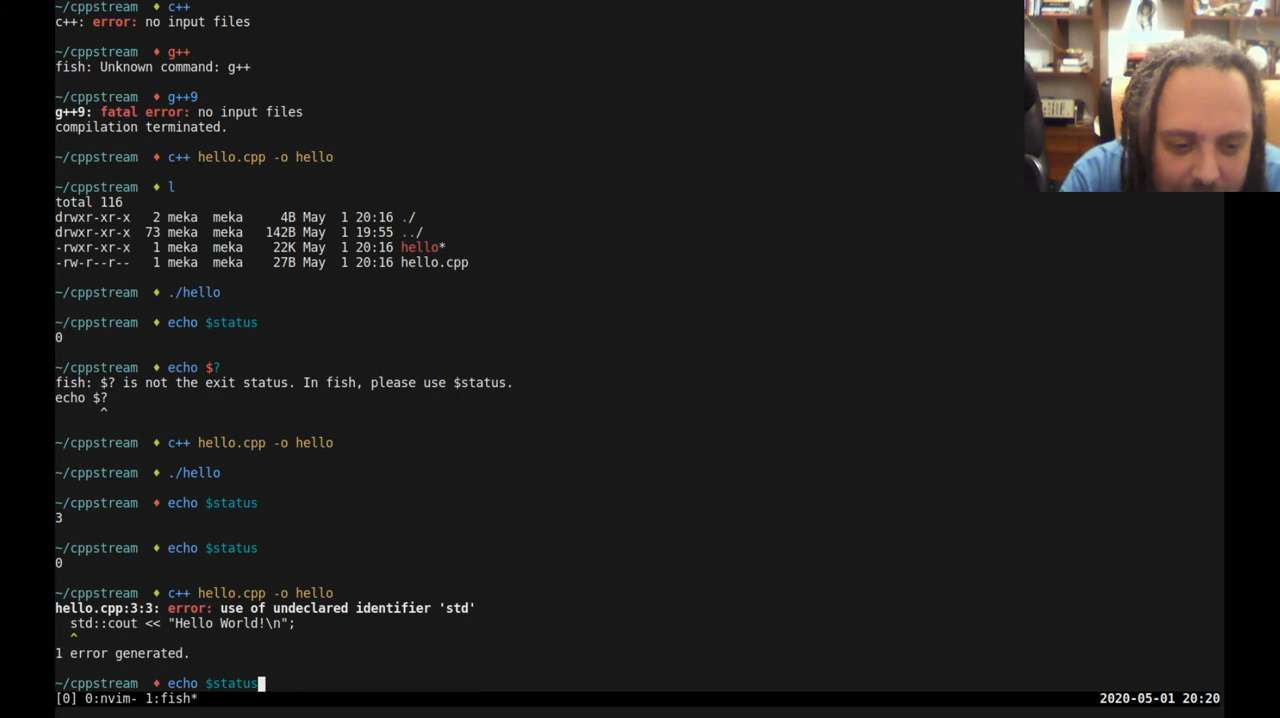 ~/cppstream ♦ c++
c++: error: no input files
~/cppstream ♦ g++
fish: Unknown command: g++
~/cppstream ♦ g++9
g++9: fatal error: no input files
compilation terminated.
~/cppstream ♦ c++ hello.cpp -o hello
~/cppstream ♦ l
total 116
drwxr-xr-x 2 meka meka 4B May 1 20:16 ./
drwxr-xr-x 73 meka meka 142B May 1 19:55 ../
-rwxr-xr-x 1 meka meka 22K May 1 20:16 hello*
-rw-r--r-- 1 meka meka 27B May 1 20:16 hello.cpp
~/cppstream ♦ ./hello
~/cppstream ♦ echo $status
0
~/cppstream ♦ echo $?
fish: $? is not the exit status. In fish, please use $status.
echo $?
^
~/cppstream ♦ c++ hello.cpp -o hello
~/cppstream ♦ ./hello
~/cppstream ♦ echo $status
3
~/cppstream ♦ echo $status
0
~/cppstream ♦ c++ hello.cpp -o hello
hello.cpp:3:3: error: use of undeclared identifier 'std'
std::cout << "Hello World!\n";
^
1 error generated.
~/cppstream ♦ echo $status
[0] 0:nvim- 1:fish* 2020-05-01 20:20